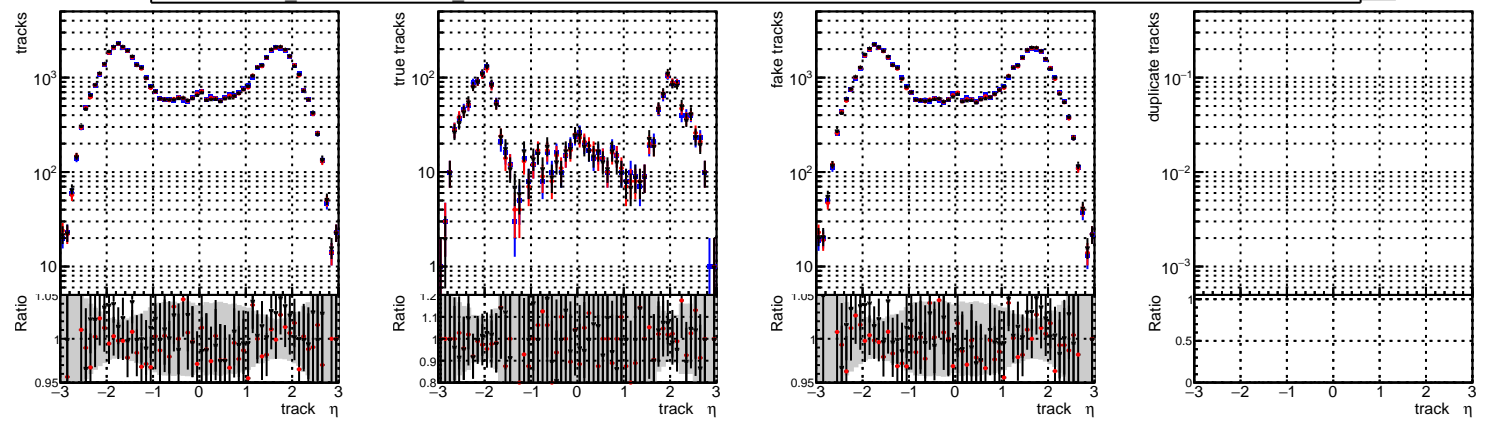 tracks
10³
10²
10
1.05
Ratio
1
0.95
−3 −2 −1 0 1 2 3
track η
true tracks
10²
10
1
1.2
Ratio
1.1
1
0.9
0.8
−3 −2 −1 0 1 2 3
track η
fake tracks
10³
10²
10
1.05
Ratio
1
0.95
−3 −2 −1 0 1 2 3
track η
duplicate tracks
10⁻¹
10⁻²
10⁻³
Ratio
1
0.5
0
−3 −2 −1 0 1 2 3
track η